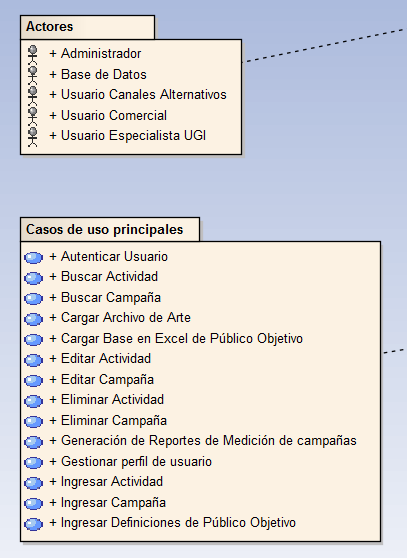 Actores
+ Administrador
+ Base de Datos
+ Usuario Canales Alternativos
+ Usuario Comercial
+ Usuario Especialista UGI
Casos de uso principales
+ Autenticar Usuario
+ Buscar Actividad
+ Buscar Campaña
+ Cargar Archivo de Arte
+ Cargar Base en Excel de Público Objetivo
+ Editar Actividad
+ Editar Campaña
+ Eliminar Actividad
+ Eliminar Campaña
+ Generación de Reportes de Medición de campañas
+ Gestionar perfil de usuario
+ Ingresar Actividad
+ Ingresar Campaña
+ Ingresar Definiciones de Público Objetivo